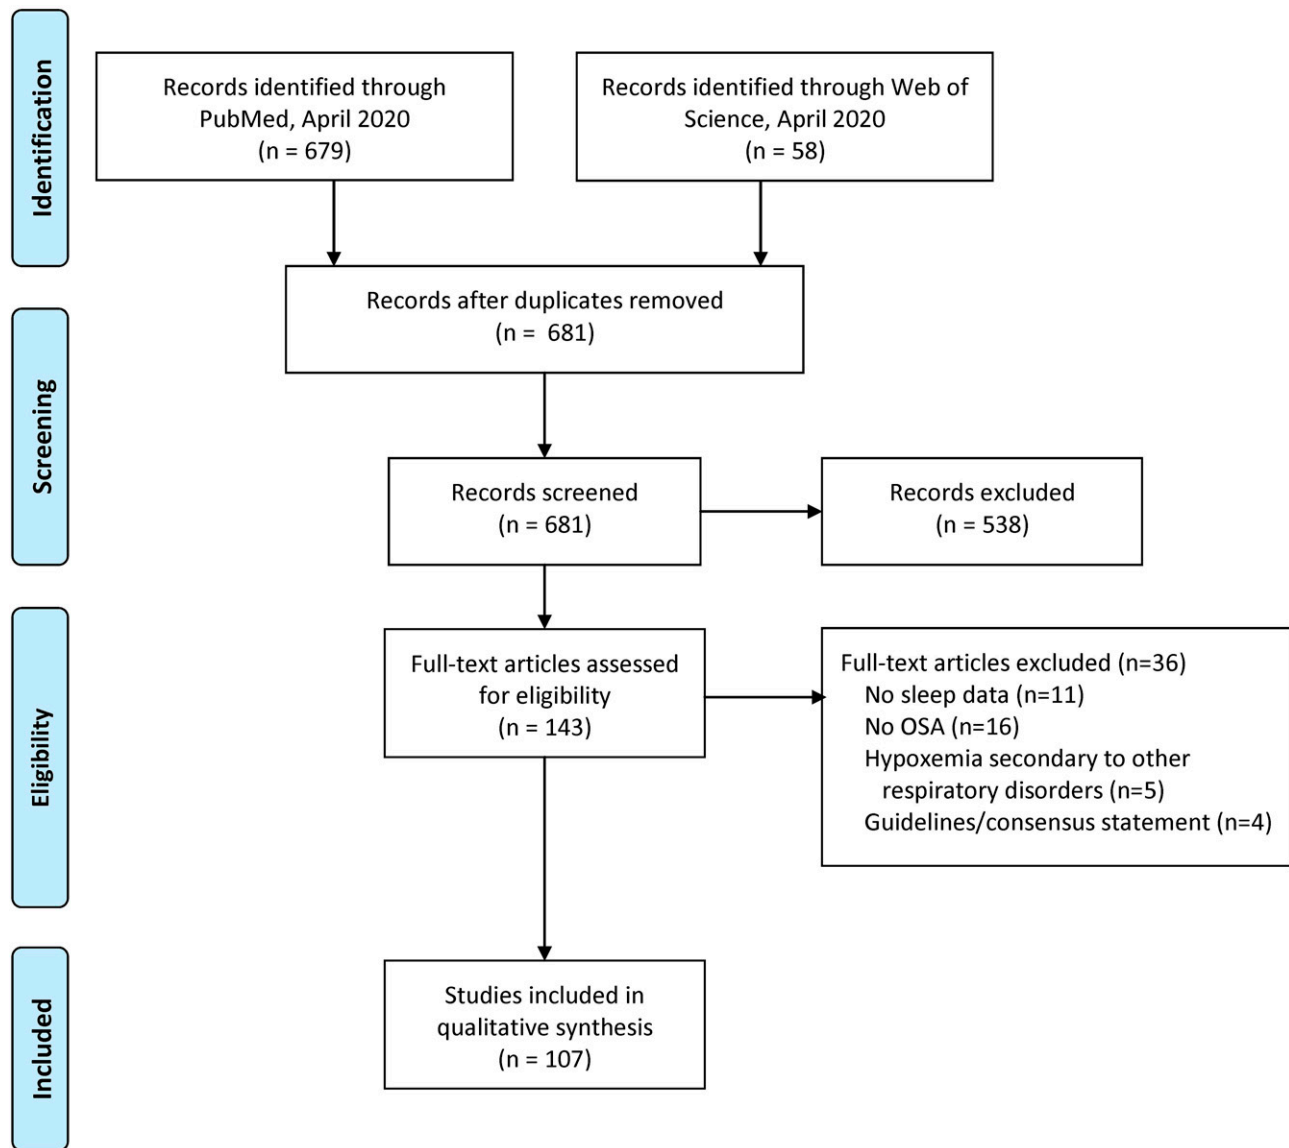 Identification
Records identified through
PubMed, April 2020
(n = 679)
Records identified through Web of
Science, April 2020
(n = 58)
Records after duplicates removed
(n =  681)
Screening
Records screened
(n = 681)
Records excluded
(n = 538)
Eligibility
Full-text articles assessed
for eligibility
(n = 143)
Full-text articles excluded (n=36)
No sleep data (n=11)
No OSA (n=16)
Hypoxemia secondary to other
respiratory disorders (n=5)
Guidelines/consensus statement (n=4)
Included
Studies included in
qualitative synthesis
(n = 107)